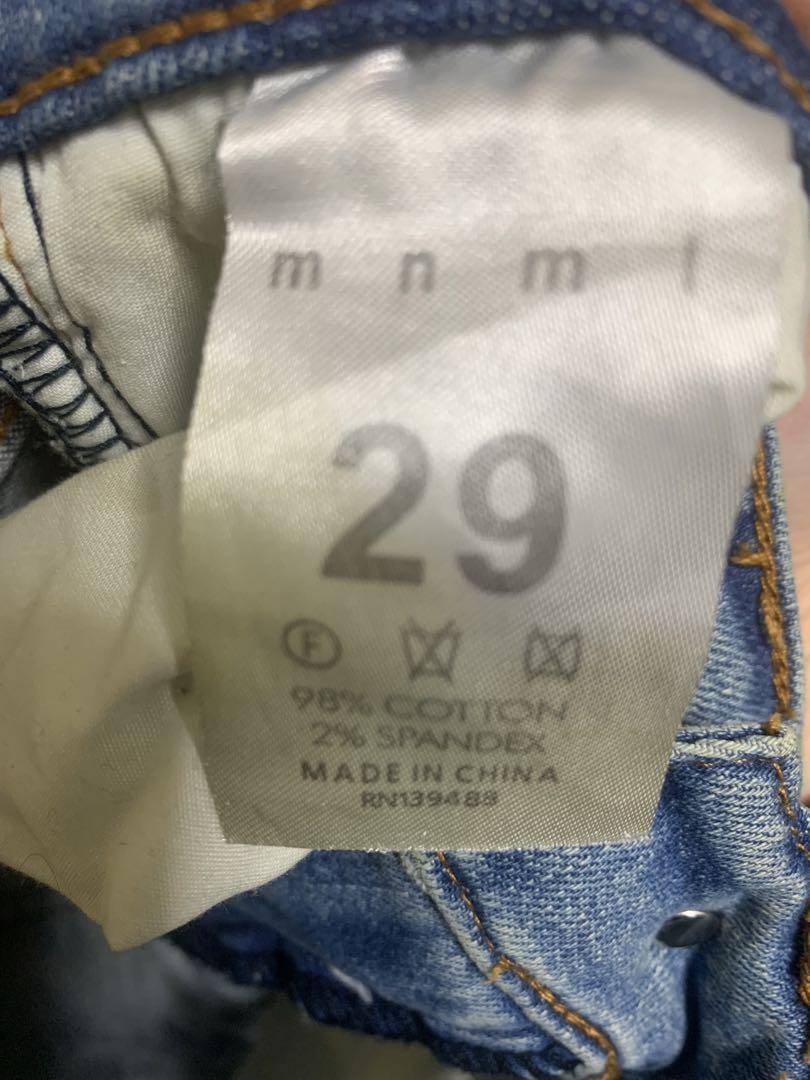 m n m l
29
F
98% COTTON
2% SPANDEX
MADE IN CHINA
RN139488